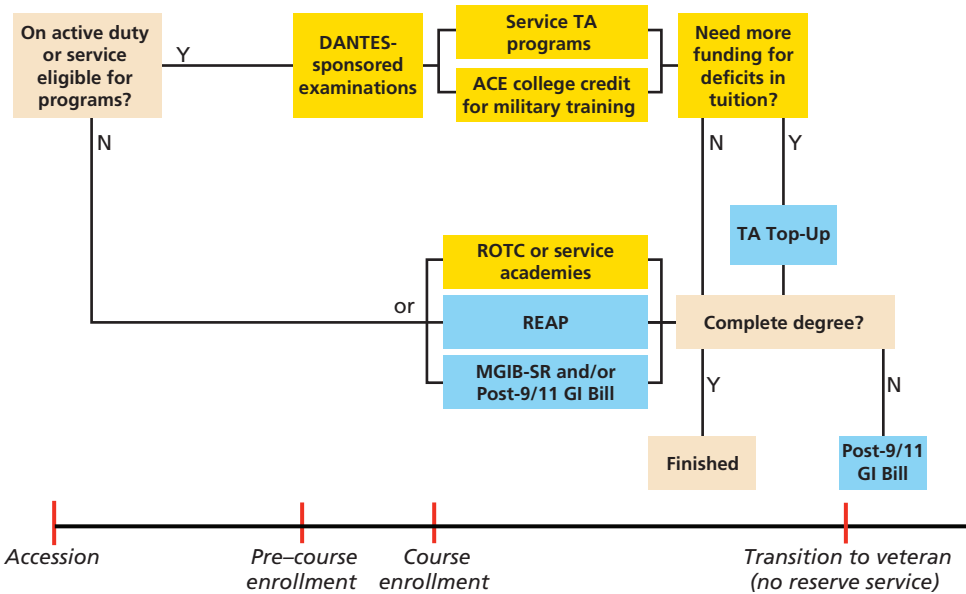 On active duty
or service
eligible for
programs?
Y
DANTES-
sponsored
examinations
Service TA
programs
ACE college credit
for military training
Need more
funding for
deficits in
tuition?
N
N
Y
TA Top-Up
ROTC or service
academies
or
REAP
Complete degree?
MGIB-SR and/or
Post-9/11 GI Bill
Y
N
Finished
Post-9/11
GI Bill
Accession
Pre–course
enrollment
Course
enrollment
Transition to veteran
(no reserve service)